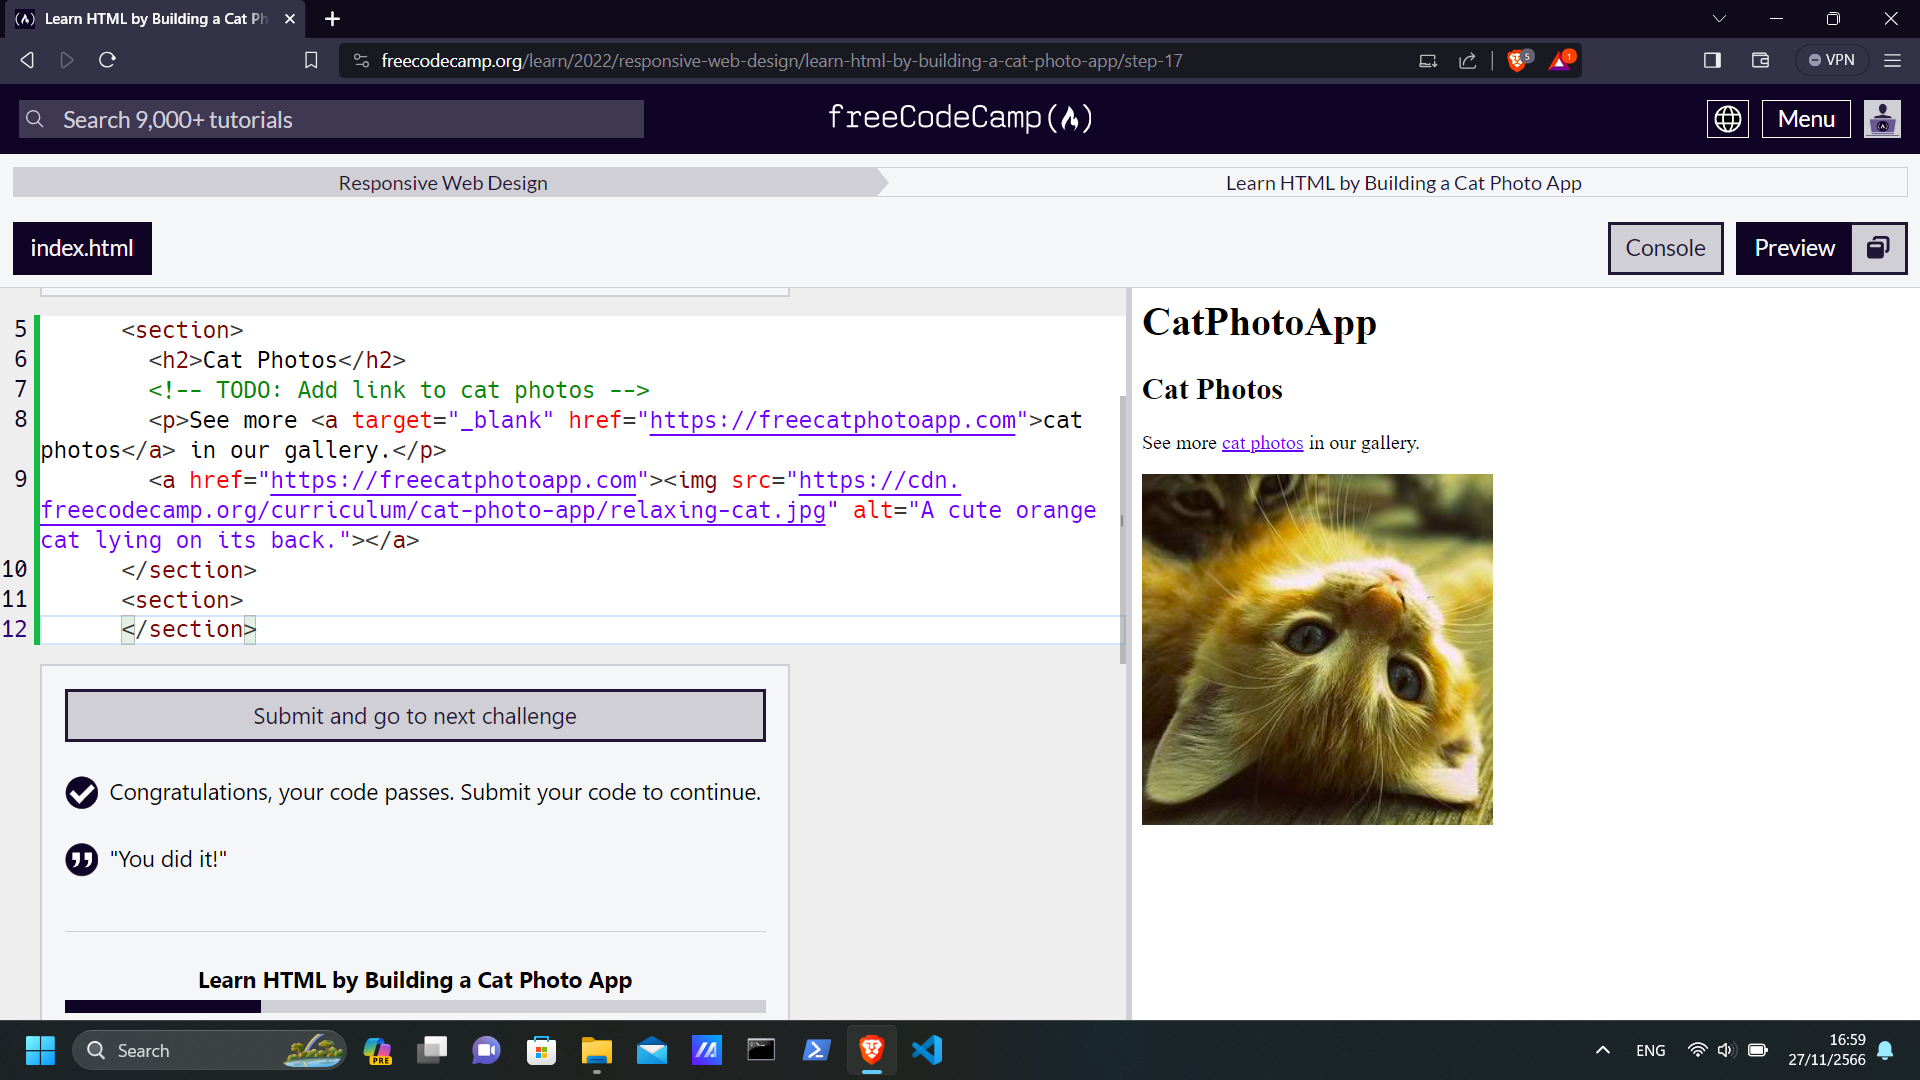 Learn HTML by Building a Cat Ph
freecodecamp.org/learn/2022/responsive-web-design/learn-html-by-building-a-cat-photo-app/step-17
5
1
VPN
Search 9,000+ tutorials
freeCodeCamp
Menu
Responsive Web Design
Learn HTML by Building a Cat Photo App
index.html
Console
Preview
5 <section>
6 <h2>Cat Photos</h2>
7 <!-- TODO: Add link to cat photos -->
8 <p>See more <a target="_blank" href="https://freecatphotoapp.com">cat
photos</a> in our gallery.</p>
9 <a href="https://freecatphotoapp.com"><img src="https://cdn.
freecodecamp.org/curriculum/cat-photo-app/relaxing-cat.jpg" alt="A cute orange
cat lying on its back."></a>
10 </section>
11 <section>
12 </section>
Submit and go to next challenge
Congratulations, your code passes. Submit your code to continue.
"You did it!"
Learn HTML by Building a Cat Photo App
CatPhotoApp
Cat Photos
See more cat photos in our gallery.
Search
PRE
ENG
16:59
27/11/2566